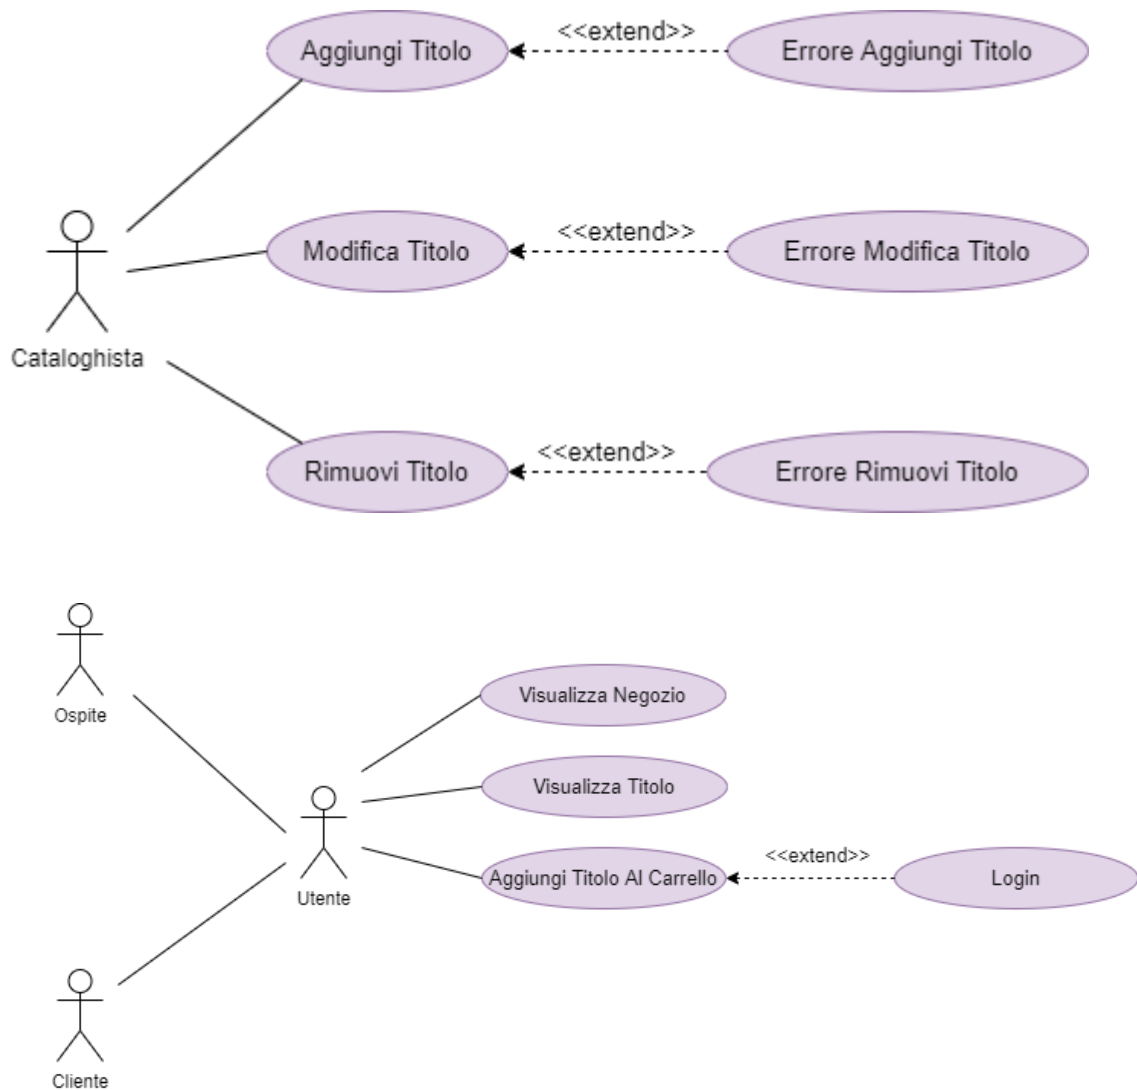 Aggiungi Titolo
<<extend>>
Errore Aggiungi Titolo
Modifica Titolo
<<extend>>
Errore Modifica Titolo
Cataloghista
Rimuovi Titolo
<<extend>>
Errore Rimuovi Titolo
Ospite
Visualizza Negozio
Visualizza Titolo
Utente
Aggiungi Titolo Al Carrello
<<extend>>
Login
Cliente